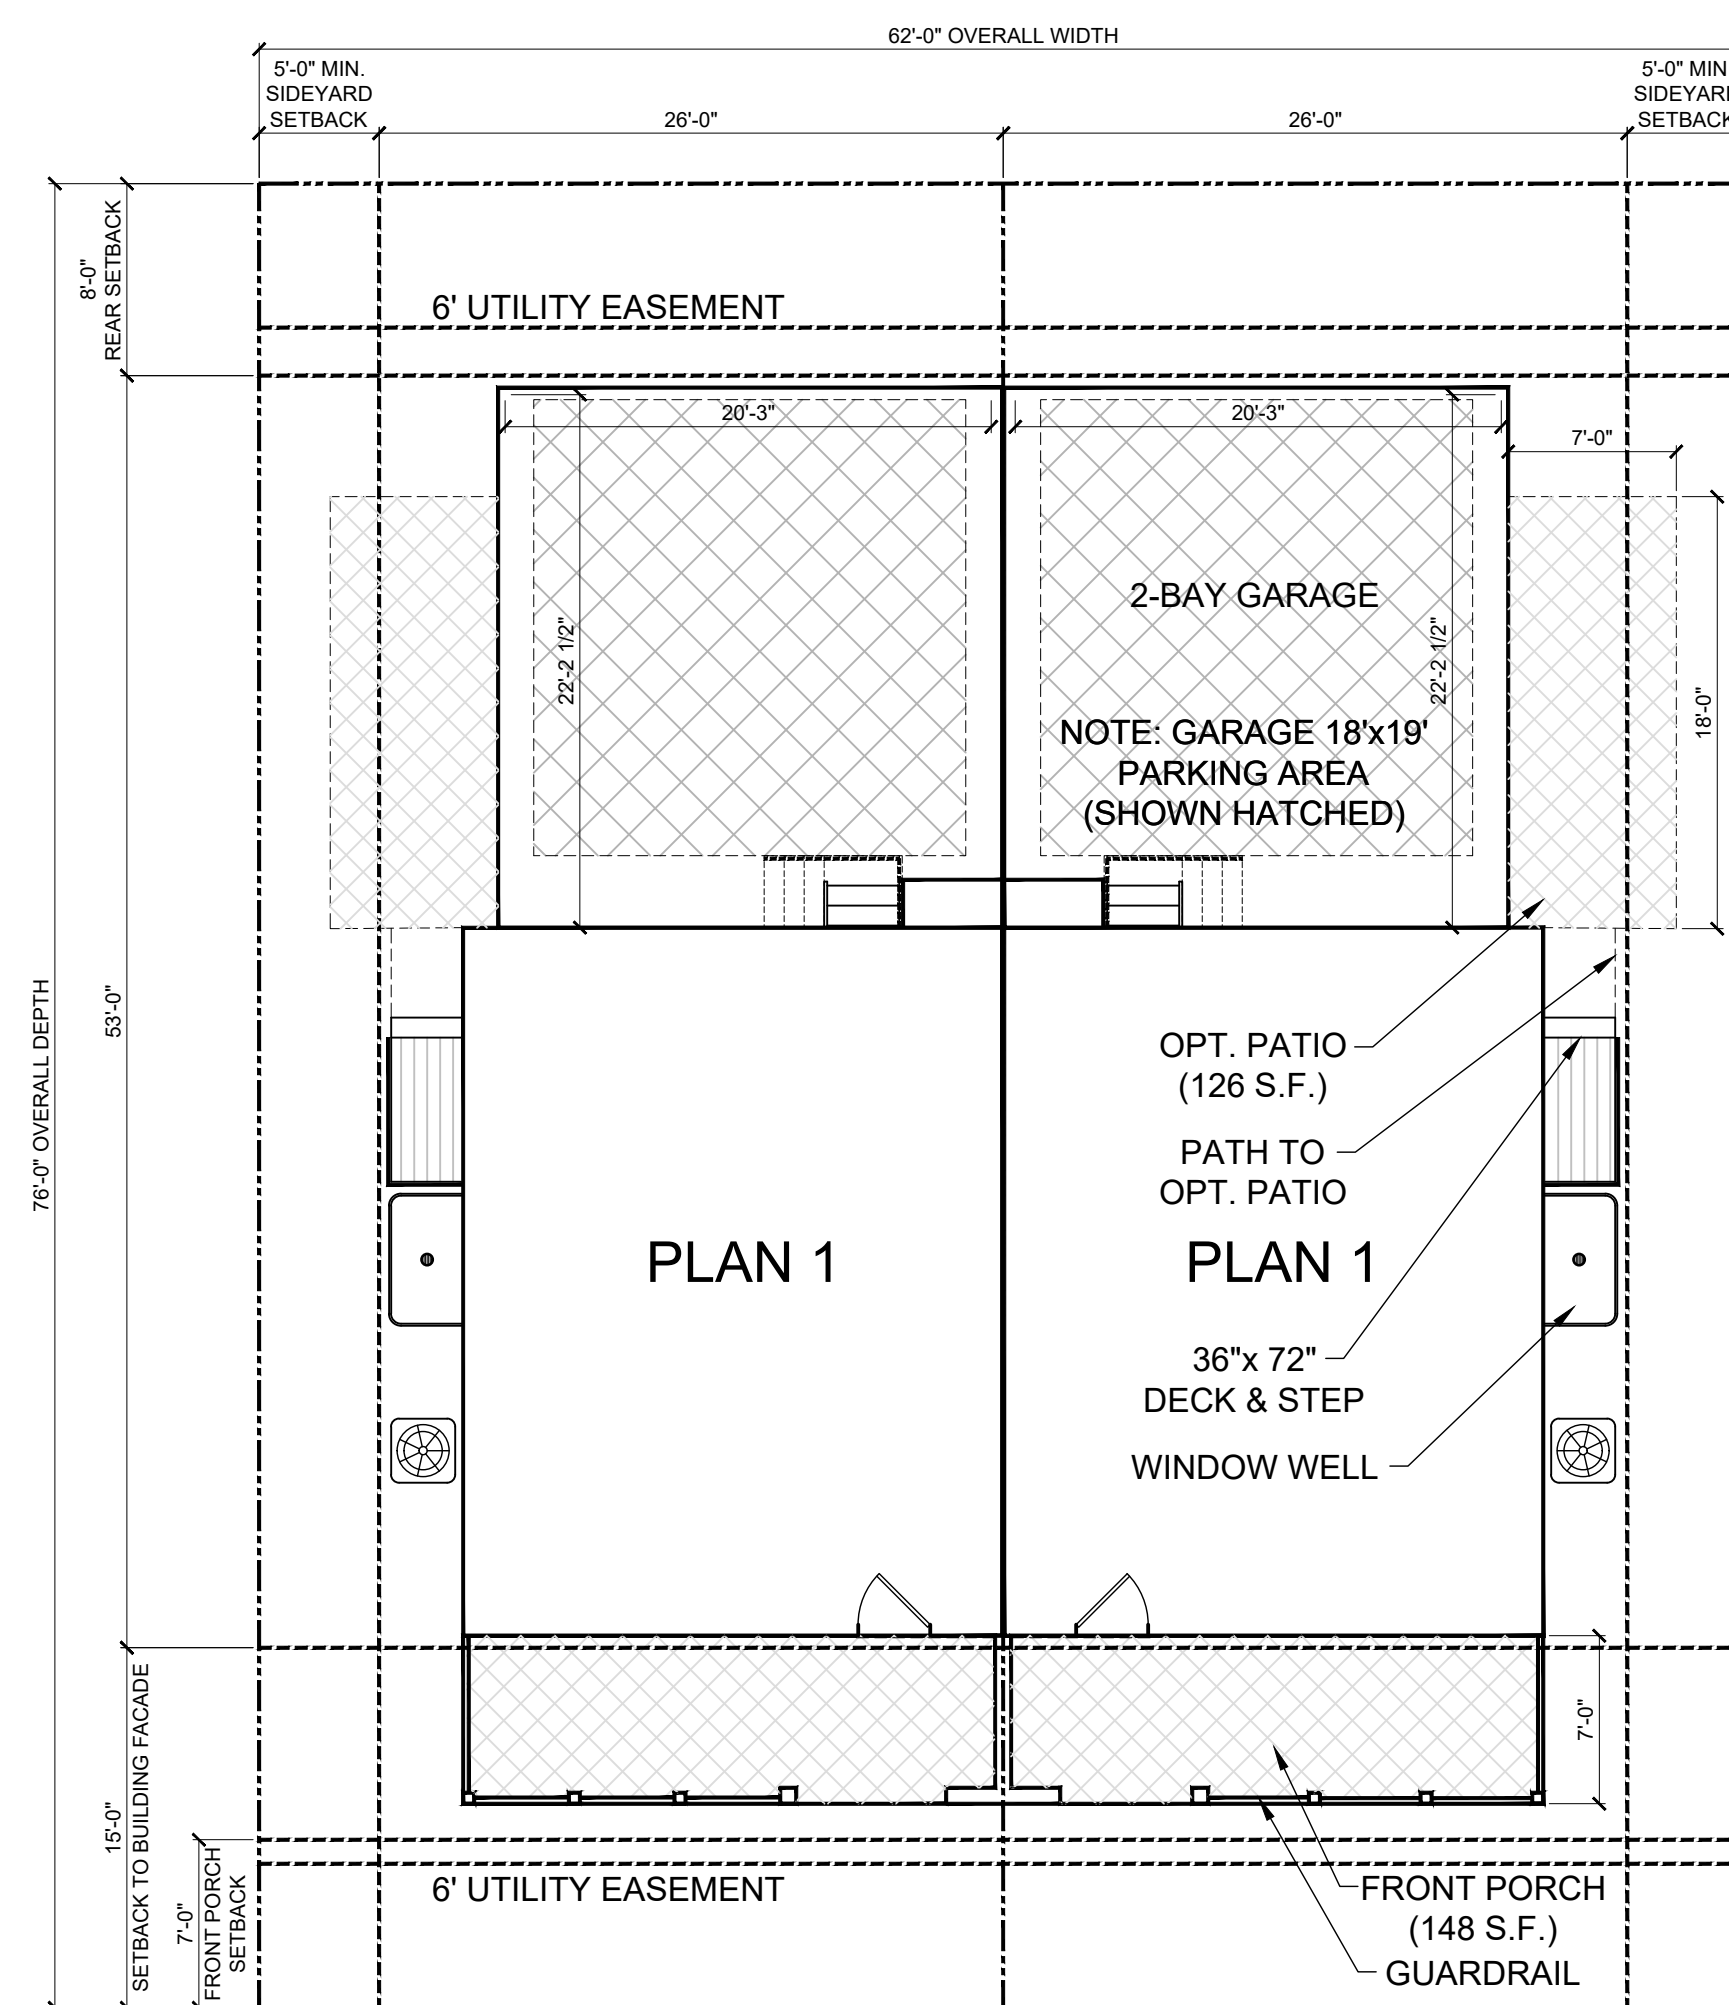 62'-0" OVERALL WIDTH
5'-0" MIN.
SIDEYARD
SETBACK
26'-0"
26'-0"
5'-0" MIN
SIDEYARD
SETBACK
8'-0"
REAR SETBACK
6' UTILITY EASEMENT
20'-3"
20'-3"
7'-0"
2-BAY GARAGE
22'-2 1/2"
22'-2 1/2"
18'-0"
NOTE: GARAGE 18'x19'
PARKING AREA
(SHOWN HATCHED)
76'-0" OVERALL DEPTH
53'-0"
OPT. PATIO
(126 S.F.)
PATH TO
OPT. PATIO
PLAN 1
PLAN 1
36"x 72"
DECK & STEP
WINDOW WELL
7'-0"
15'-0"
SETBACK TO BUILDING FACADE
7'-0"
FRONT PORCH
SETBACK
6' UTILITY EASEMENT
FRONT PORCH
(148 S.F.)
GUARDRAIL